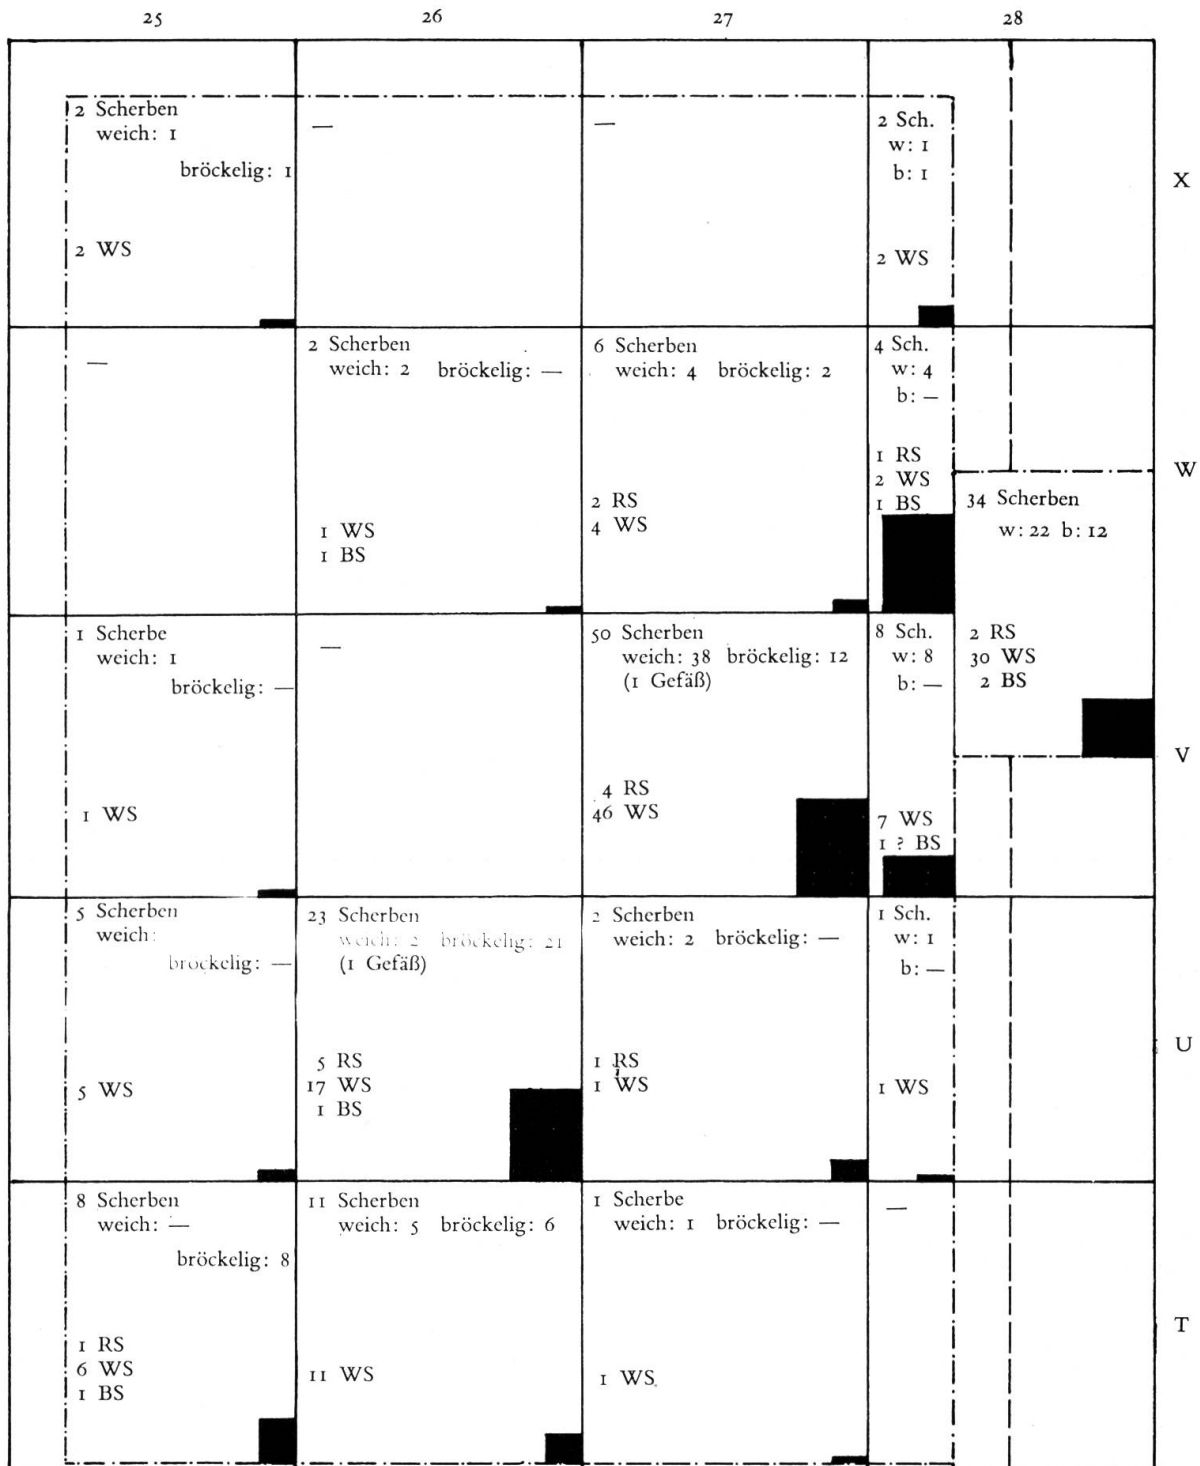 25 26 27 28
2 Scherben
weich: 1
bröckelig: 1
2 WS
—
—
2 Sch.
w: 1
b: 1
2 WS
X
—
2 Scherben
weich: 2 bröckelig: —
1 WS
1 BS
6 Scherben
weich: 4 bröckelig: 2
2 RS
4 WS
4 Sch.
w: 4
b: —
1 RS
2 WS
1 BS
W
34 Scherben
w: 22 b: 12
2 RS
30 WS
2 BS
1 Scherbe
weich: 1
bröckelig: —
1 WS
—
50 Scherben
weich: 38 bröckelig: 12
(1 Gefäß)
4 RS
46 WS
8 Sch.
w: 8
b: —
7 WS
1 ? BS
V
5 Scherben
weich:
bröckelig: —
5 WS
23 Scherben
weich: 2 bröckelig: 21
(1 Gefäß)
5 RS
17 WS
1 BS
2 Scherben
weich: 2 bröckelig: —
1 RS
1 WS
1 Sch.
w: 1
b: —
1 WS
U
8 Scherben
weich: —
bröckelig: 8
1 RS
6 WS
1 BS
11 Scherben
weich: 5 bröckelig: 6
11 WS
1 Scherbe
weich: 1 bröckelig: —
1 WS
—
T